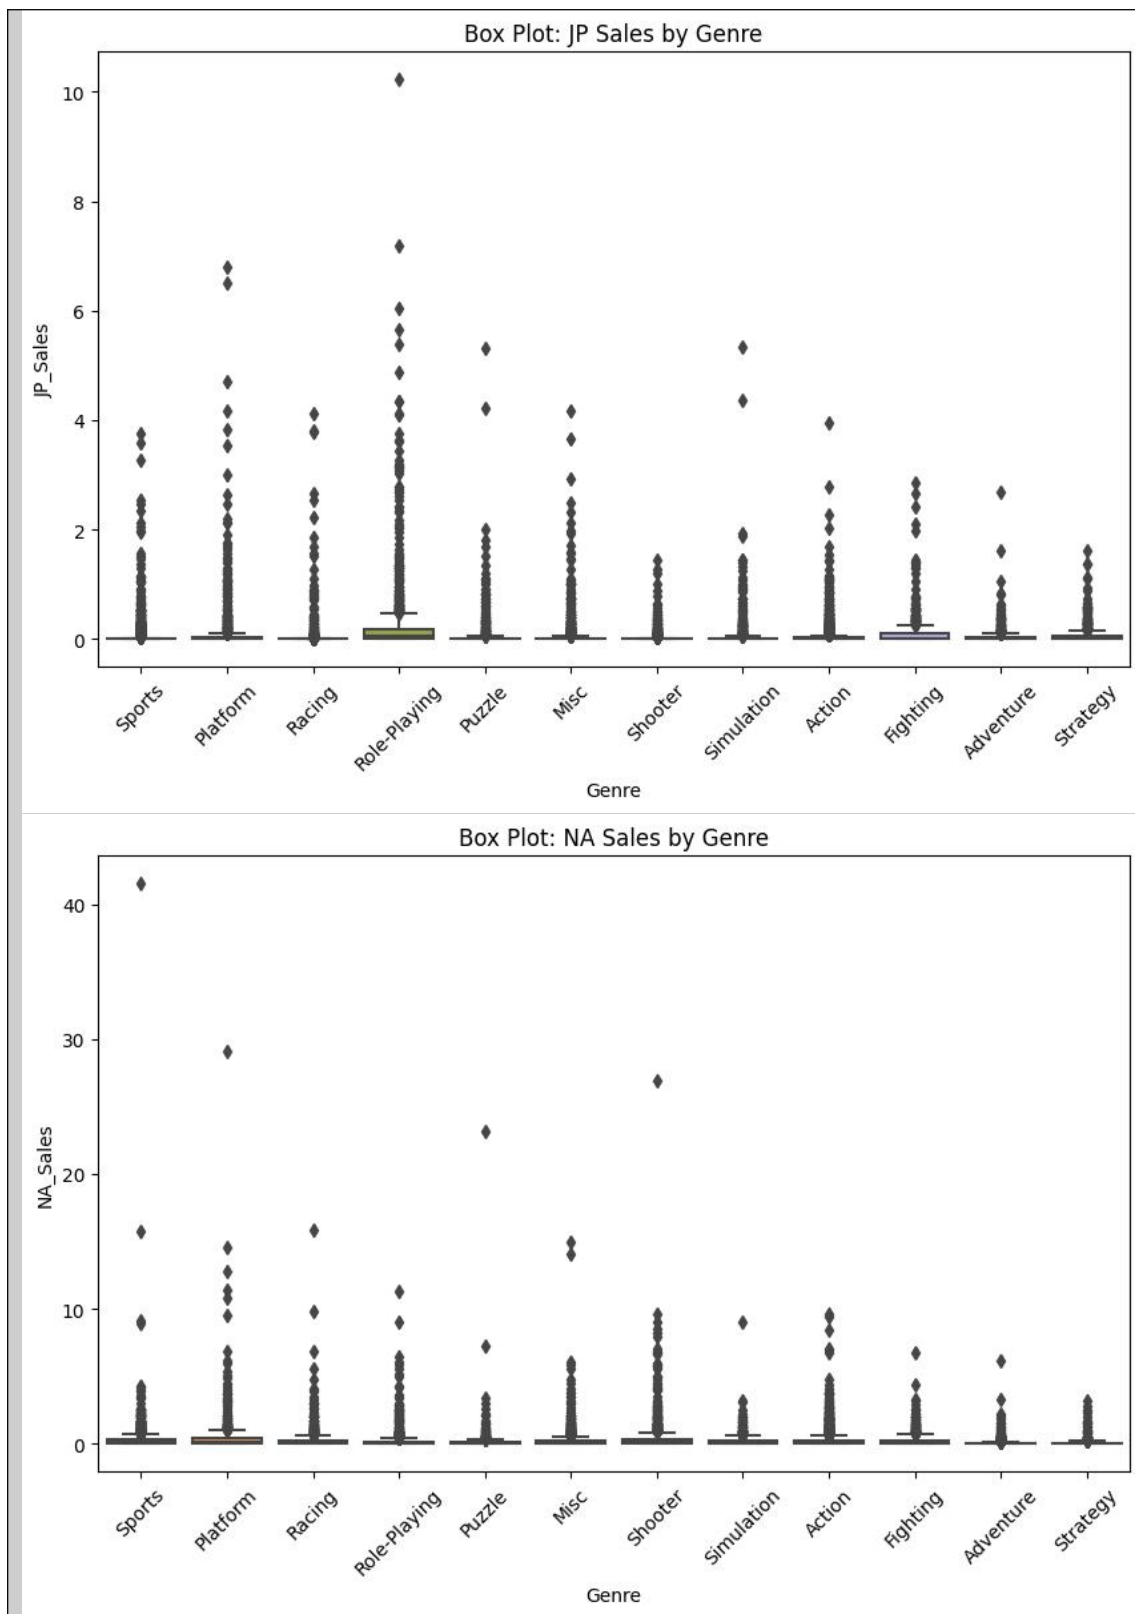 Box Plot: JP Sales by Genre
10
8
6
4
2
0
JP_Sales
Sports
Platform
Racing
Role-Playing
Puzzle
Misc
Shooter
Simulation
Action
Fighting
Adventure
Strategy
Genre
Box Plot: NA Sales by Genre
40
30
20
10
0
NA_Sales
Sports
Platform
Racing
Role-Playing
Puzzle
Misc
Shooter
Simulation
Action
Fighting
Adventure
Strategy
Genre